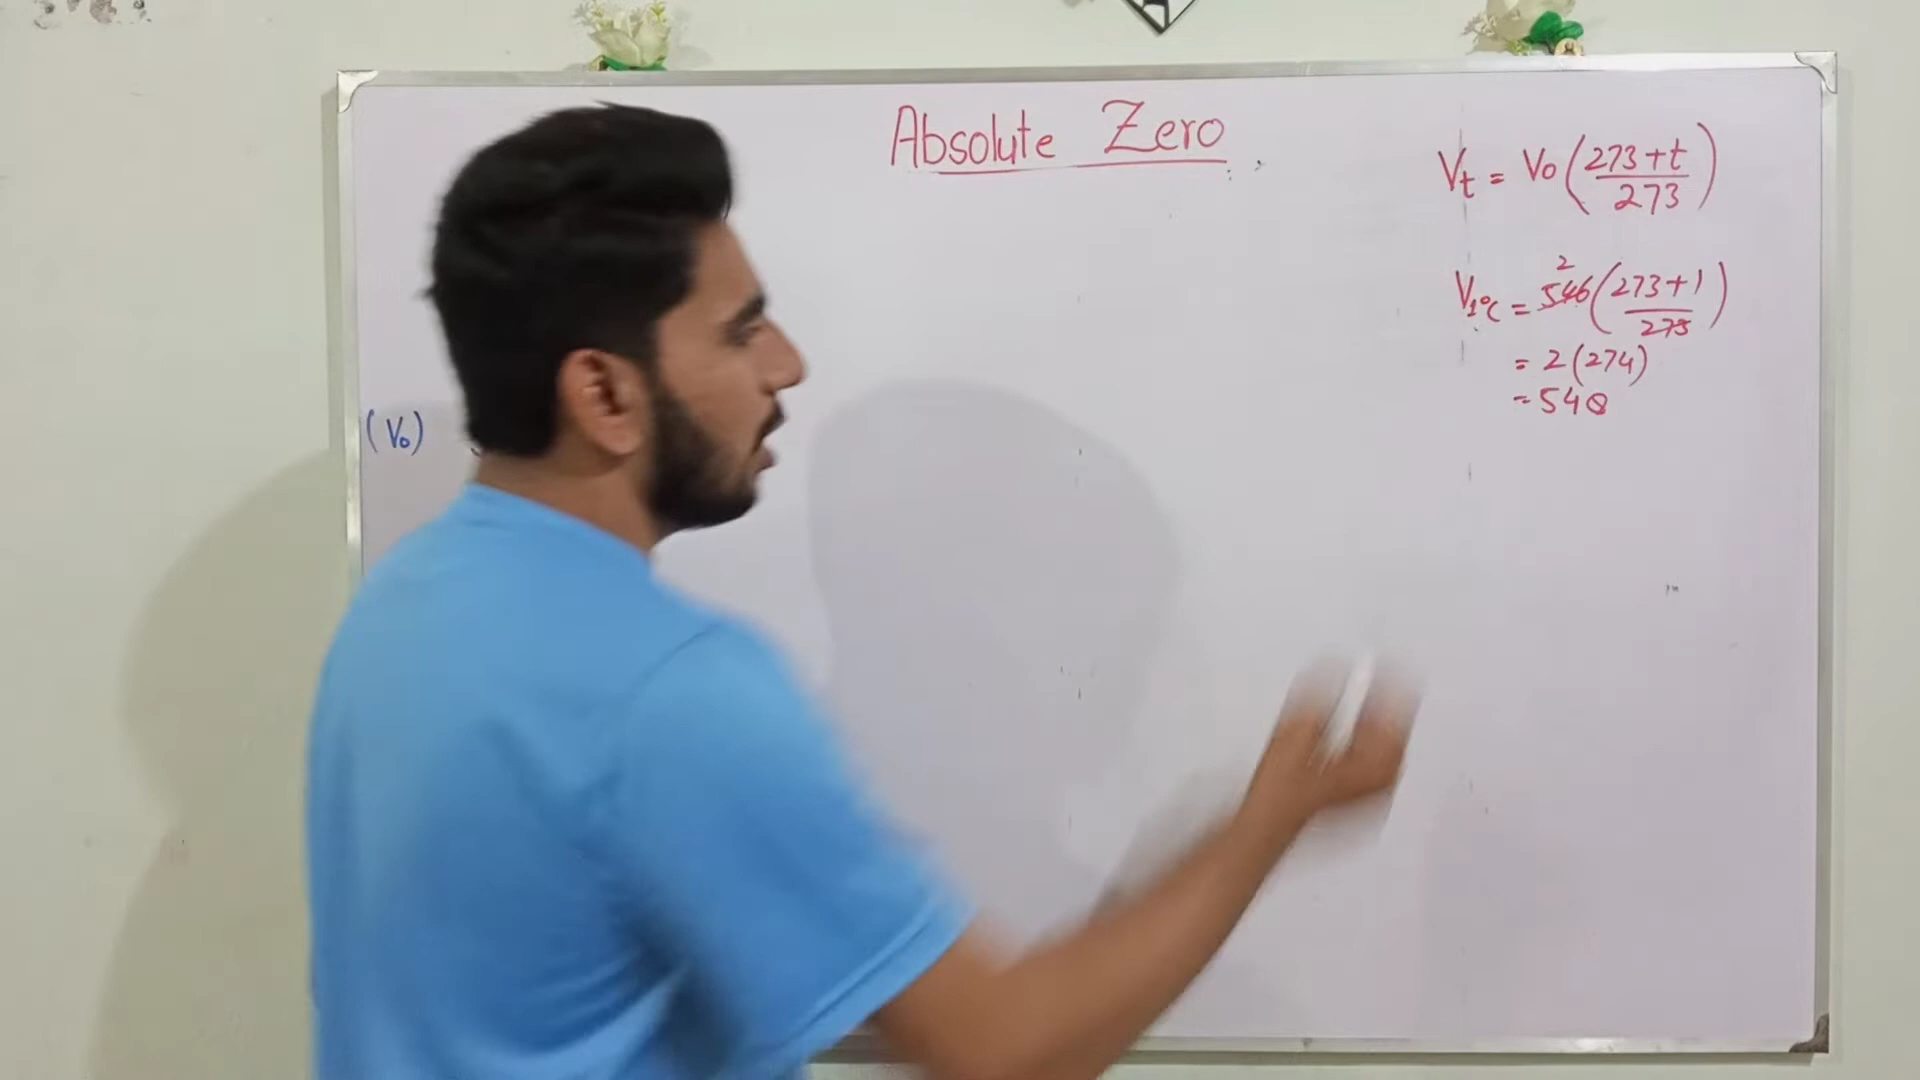 Absolute Zero
Vt = Vo (273+t / 273)
2
V1°C = 546 (273+1 / 273)
= 2 (274)
= 548
(Vo)